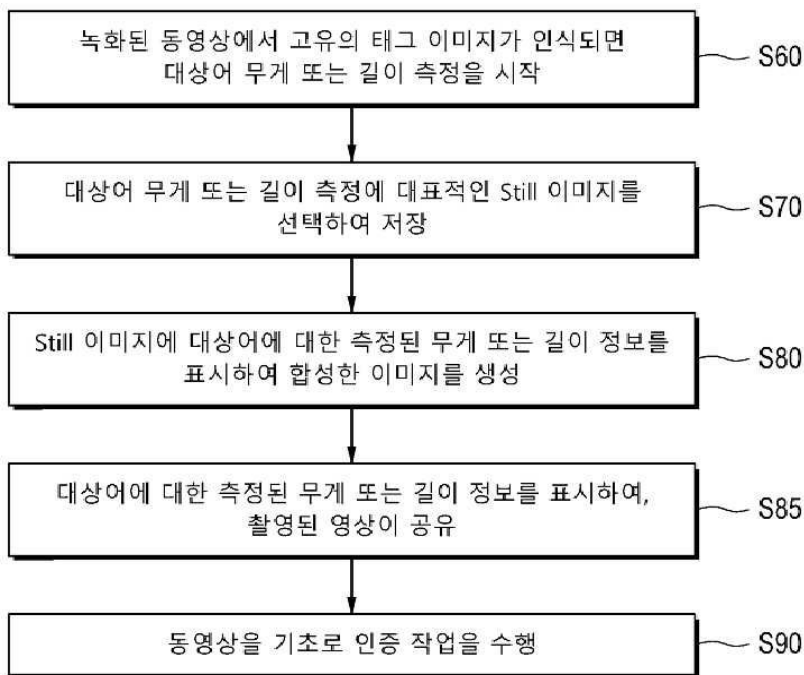 녹화된 동영상에서 고유의 태그 이미지가 인식되면
대상어 무게 또는 길이 측정을 시작
S60
대상어 무게 또는 길이 측정에 대표적인 Still 이미지를
선택하여 저장
S70
Still 이미지에 대상어에 대한 측정된 무게 또는 길이 정보를
표시하여 합성한 이미지를 생성
S80
대상어에 대한 측정된 무게 또는 길이 정보를 표시하여,
촬영된 영상이 공유
S85
동영상을 기초로 인증 작업을 수행
S90